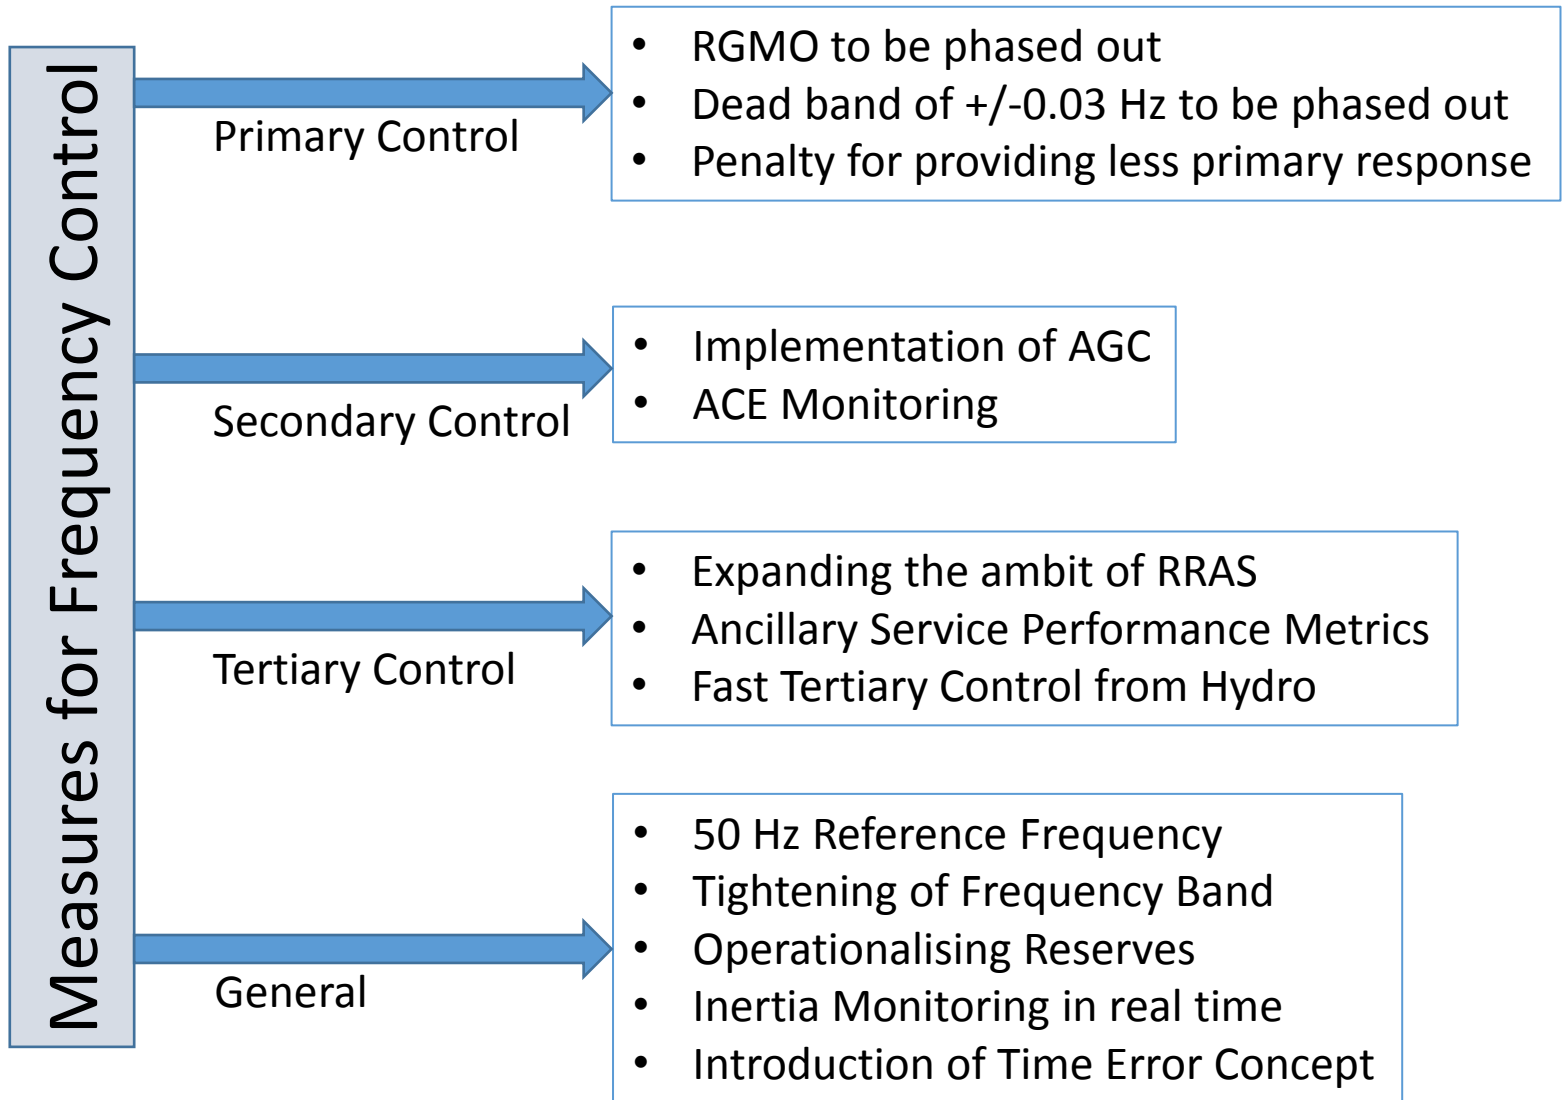 Measures for Frequency Control
Primary Control
• RGMO to be phased out
• Dead band of +/-0.03 Hz to be phased out
• Penalty for providing less primary response
Secondary Control
• Implementation of AGC
• ACE Monitoring
Tertiary Control
• Expanding the ambit of RRAS
• Ancillary Service Performance Metrics
• Fast Tertiary Control from Hydro
General
• 50 Hz Reference Frequency
• Tightening of Frequency Band
• Operationalising Reserves
• Inertia Monitoring in real time
• Introduction of Time Error Concept